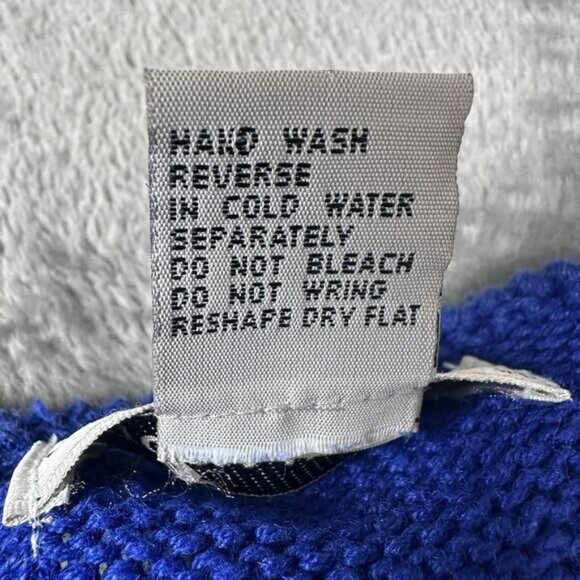 HAND WASH
REVERSE
IN COLD WATER
SEPARATELY
DO NOT BLEACH
DO NOT WRING
RESHAPE DRY FLAT